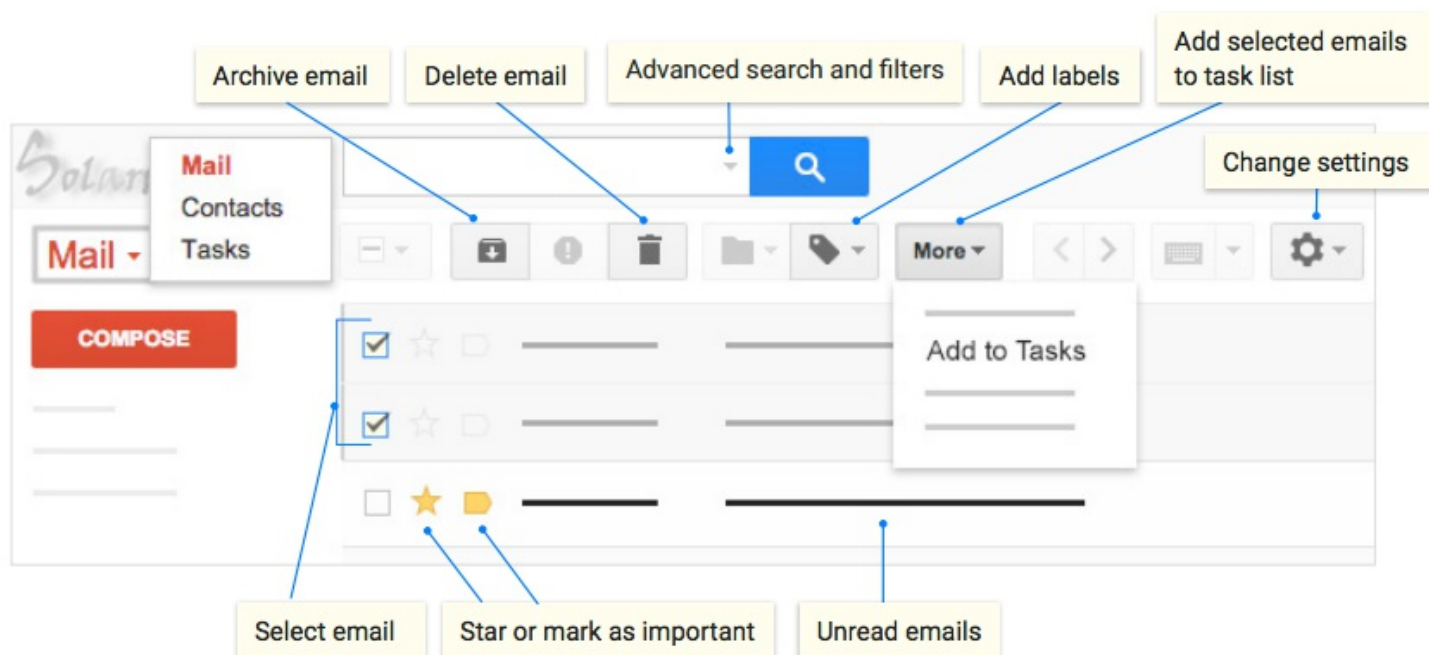 Add selected emails
to task list
Archive email
Delete email
Advanced search and filters
Add labels
Change settings
Mail
Contacts
Tasks
Mail
More
COMPOSE
Add to Tasks
Select email
Star or mark as important
Unread emails